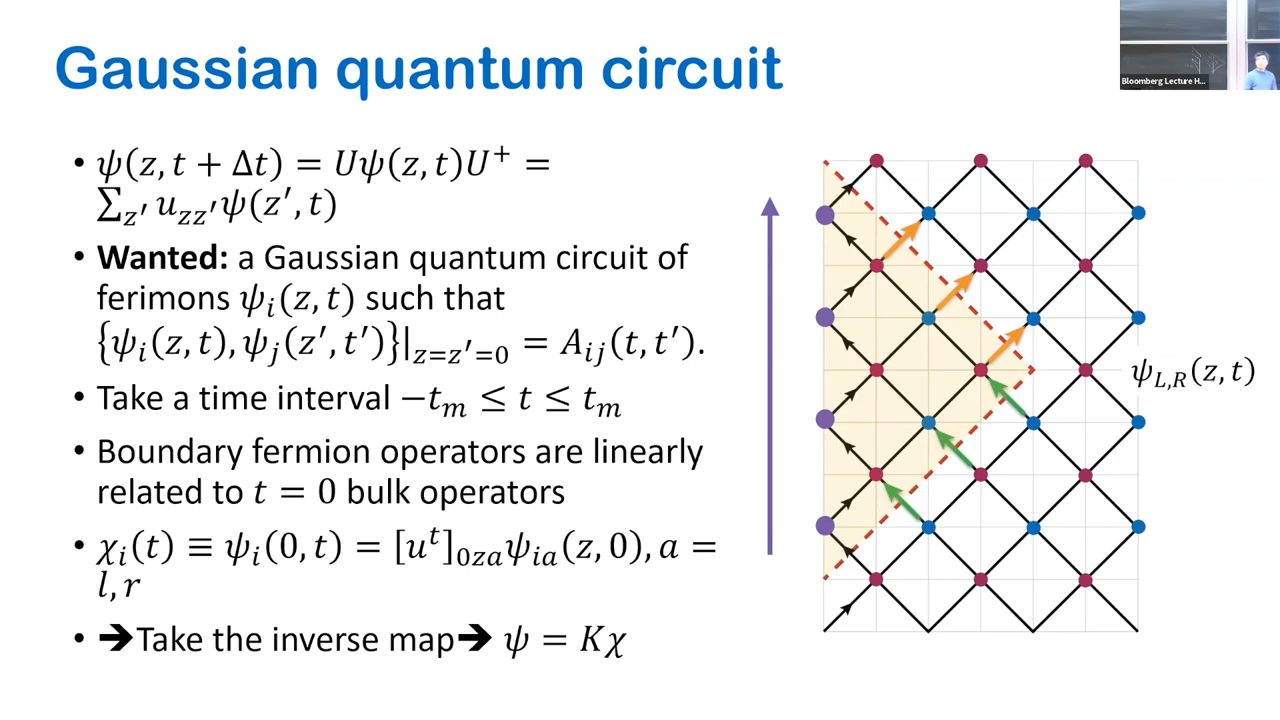 Gaussian quantum circuit
Bloomberg Lecture H...
• ψ(z, t + Δt) = Uψ(z, t)U⁺ =
∑_z′ u_zz′ψ(z′, t)
• Wanted: a Gaussian quantum circuit of
ferimons ψ_i(z, t) such that
{ψ_i(z, t), ψ_j(z′, t′)}|_z=z′=0 = A_ij(t, t′).
• Take a time interval −t_m ≤ t ≤ t_m
• Boundary fermion operators are linearly
related to t = 0 bulk operators
• χ_i(t) ≡ ψ_i(0, t) = [u^t]_0za ψ_ia(z, 0), a =
l, r
• ➔Take the inverse map➔ ψ = Kχ
ψ_L,R(z, t)